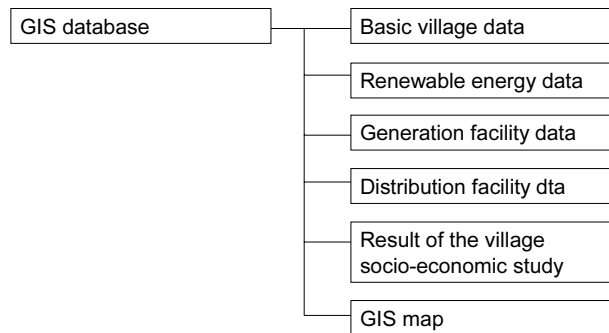 GIS database
Basic village data
Renewable energy data
Generation facility data
Distribution facility dta
Result of the village
socio-economic study
GIS map